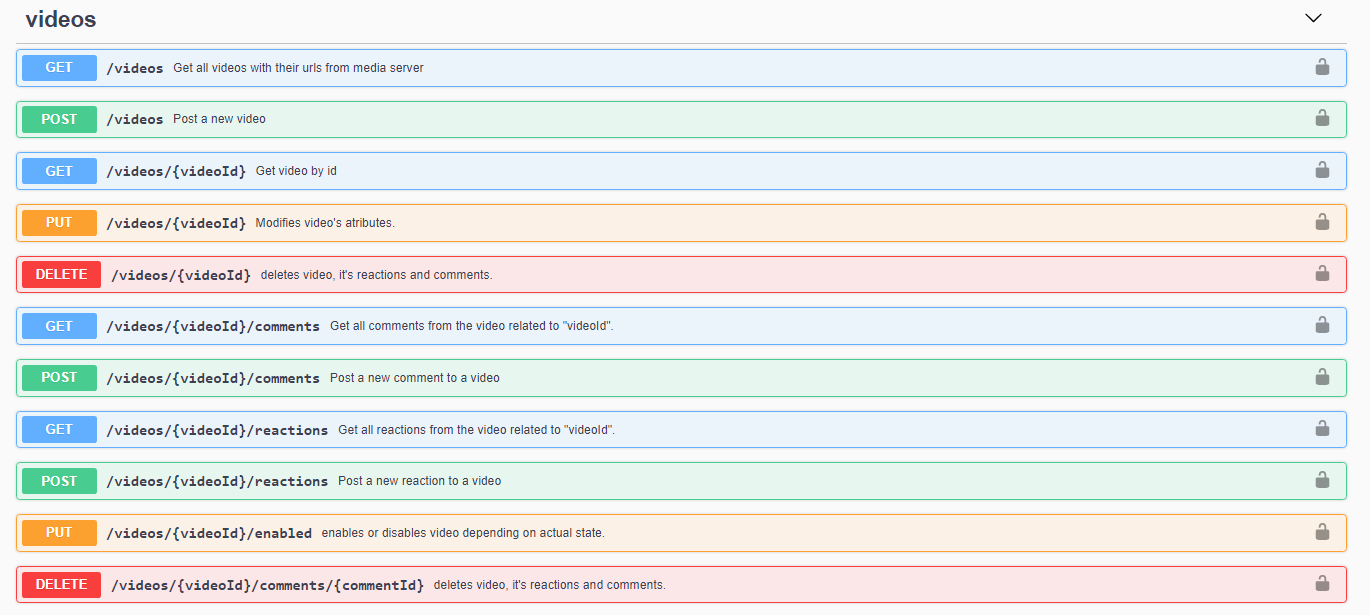 videos
GET /videos Get all videos with their urls from media server
POST /videos Post a new video
GET /videos/{videoId} Get video by id
PUT /videos/{videoId} Modifies video's atributes.
DELETE /videos/{videoId} deletes video, it's reactions and comments.
GET /videos/{videoId}/comments Get all comments from the video related to "videoId".
POST /videos/{videoId}/comments Post a new comment to a video
GET /videos/{videoId}/reactions Get all reactions from the video related to "videoId".
POST /videos/{videoId}/reactions Post a new reaction to a video
PUT /videos/{videoId}/enabled enables or disables video depending on actual state.
DELETE /videos/{videoId}/comments/{commentId} deletes video, it's reactions and comments.